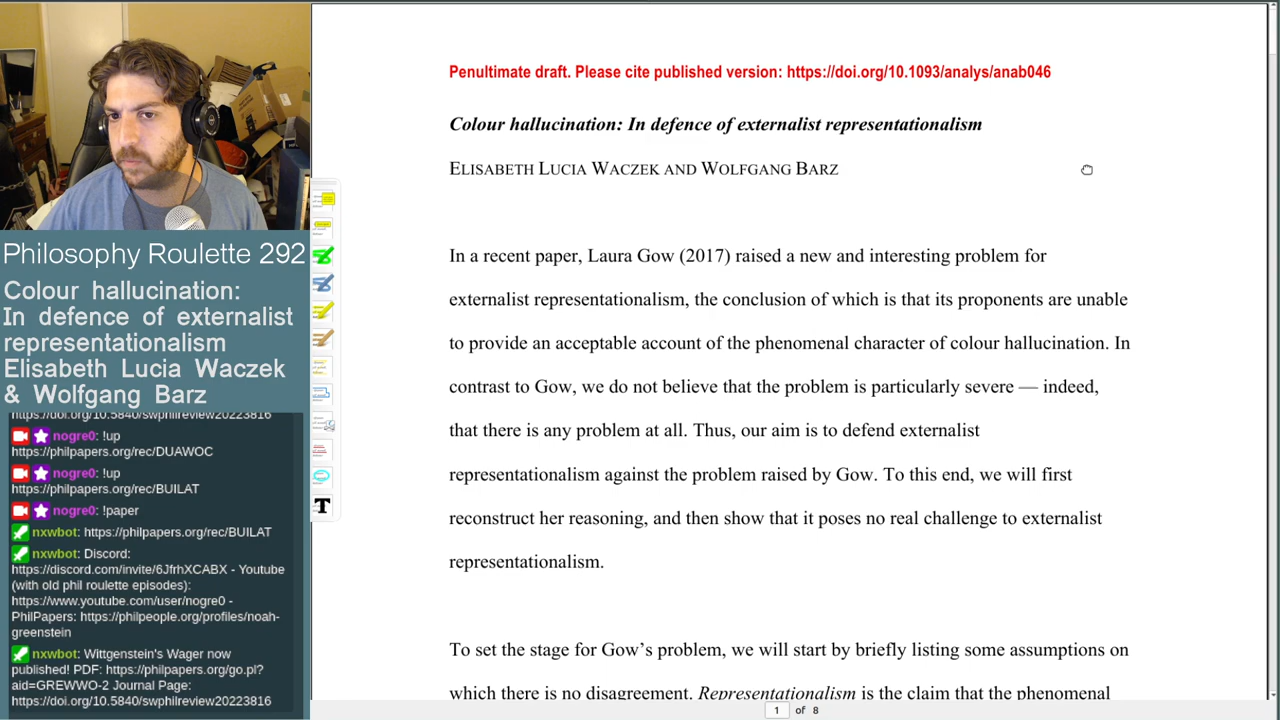 Penultimate draft. Please cite published version: https://doi.org/10.1093/analys/anab046
Colour hallucination: In defence of externalist representationalism
ELISABETH LUCIA WACZEK AND WOLFGANG BARZ
In a recent paper, Laura Gow (2017) raised a new and interesting problem for
externalist representationalism, the conclusion of which is that its proponents are unable
to provide an acceptable account of the phenomenal character of colour hallucination. In
contrast to Gow, we do not believe that the problem is particularly severe — indeed,
that there is any problem at all. Thus, our aim is to defend externalist
representationalism against the problem raised by Gow. To this end, we will first
reconstruct her reasoning, and then show that it poses no real challenge to externalist
representationalism.
To set the stage for Gow's problem, we will start by briefly listing some assumptions on
which there is no disagreement. Representationalism is the claim that the phenomenal
1 of 8
Philosophy Roulette 292
Colour hallucination:
In defence of externalist
representationalism
Elisabeth Lucia Waczek
& Wolfgang Barz
https://doi.org/10.5840/swphilreview20223816
nogre0: !up
https://philpapers.org/rec/DUAWOC
nogre0: !up
https://philpapers.org/rec/BUILAT
nogre0: !paper
nxwbot: https://philpapers.org/rec/BUILAT
nxwbot: Discord:
https://discord.com/invite/6JfrhXCABX - Youtube
(with old phil roulette episodes):
https://www.youtube.com/user/nogre0 -
PhilPapers: https://philpeople.org/profiles/noah-
greenstein
nxwbot: Wittgenstein's Wager now
published! PDF: https://philpapers.org/go.pl?
aid=GREWWO-2 Journal Page:
https://doi.org/10.5840/swphilreview20223816
T